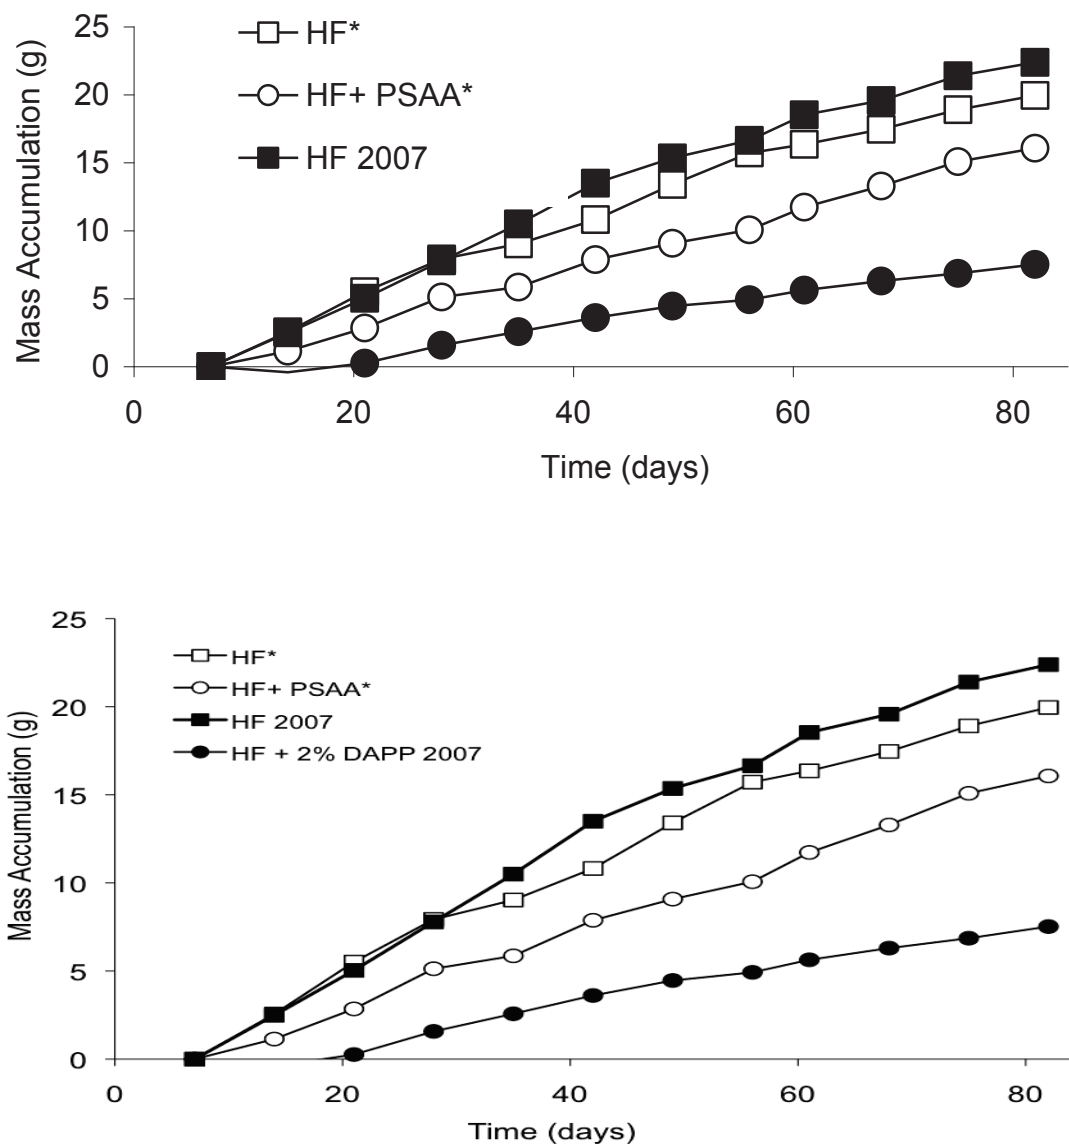 25
20
15
10
5
0
Mass Accumulation (g)
HF*
HF+ PSAA*
HF 2007
0 20 40 60 80
Time (days)
25
20
15
10
5
0
Mass Accumulation (g)
HF*
HF+ PSAA*
HF 2007
HF + 2% DAPP 2007
0 20 40 60 80
Time (days)